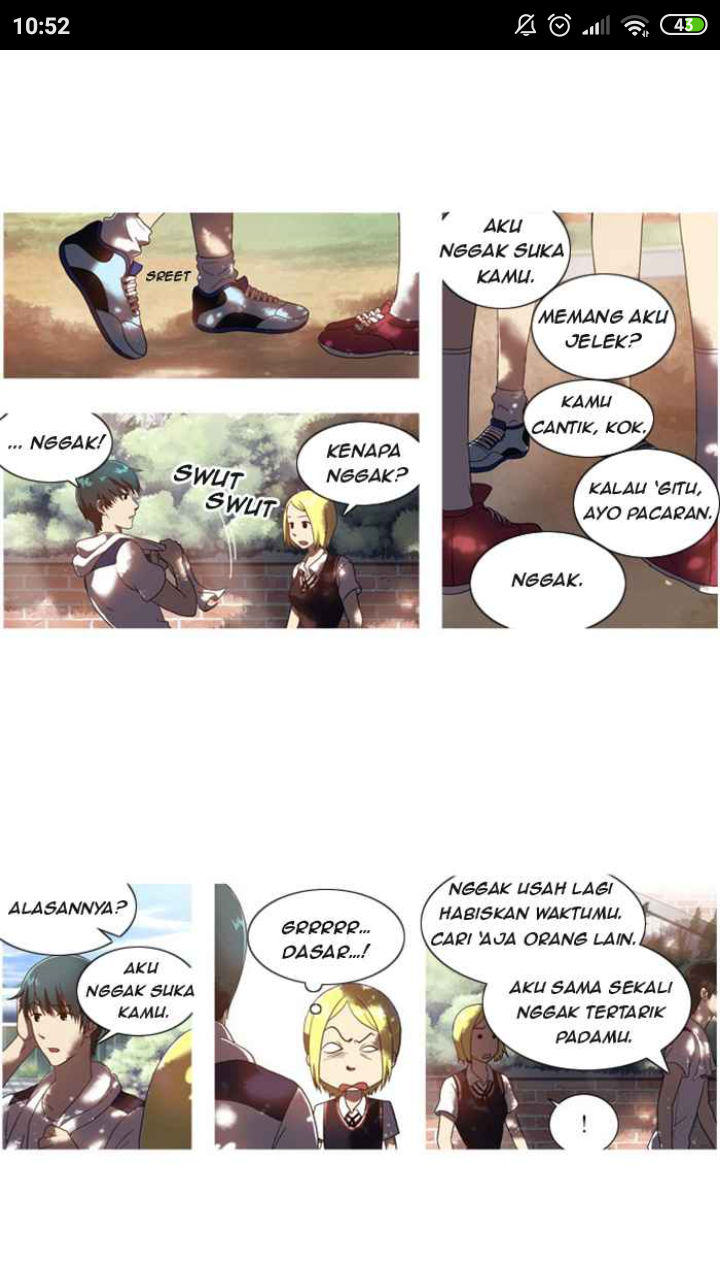 10:52
43
SREET
... NGGAK!
SWUT
SWUT
KENAPA
NGGAK?
AKU
NGGAK SUKA
KAMU.
MEMANG AKU
JELEK?
KAMU
CANTIK, KOK.
KALAU 'GITU,
AYO PACARAN.
NGGAK.
ALASANNYA?
AKU
NGGAK SUKA
KAMU.
GRRRRR...
DASAR...!
NGGAK USAH LAGI
HABISKAN WAKTUMU.
CARI 'AJA ORANG LAIN.
AKU SAMA SEKALI
NGGAK TERTARIK
PADAMU.
!